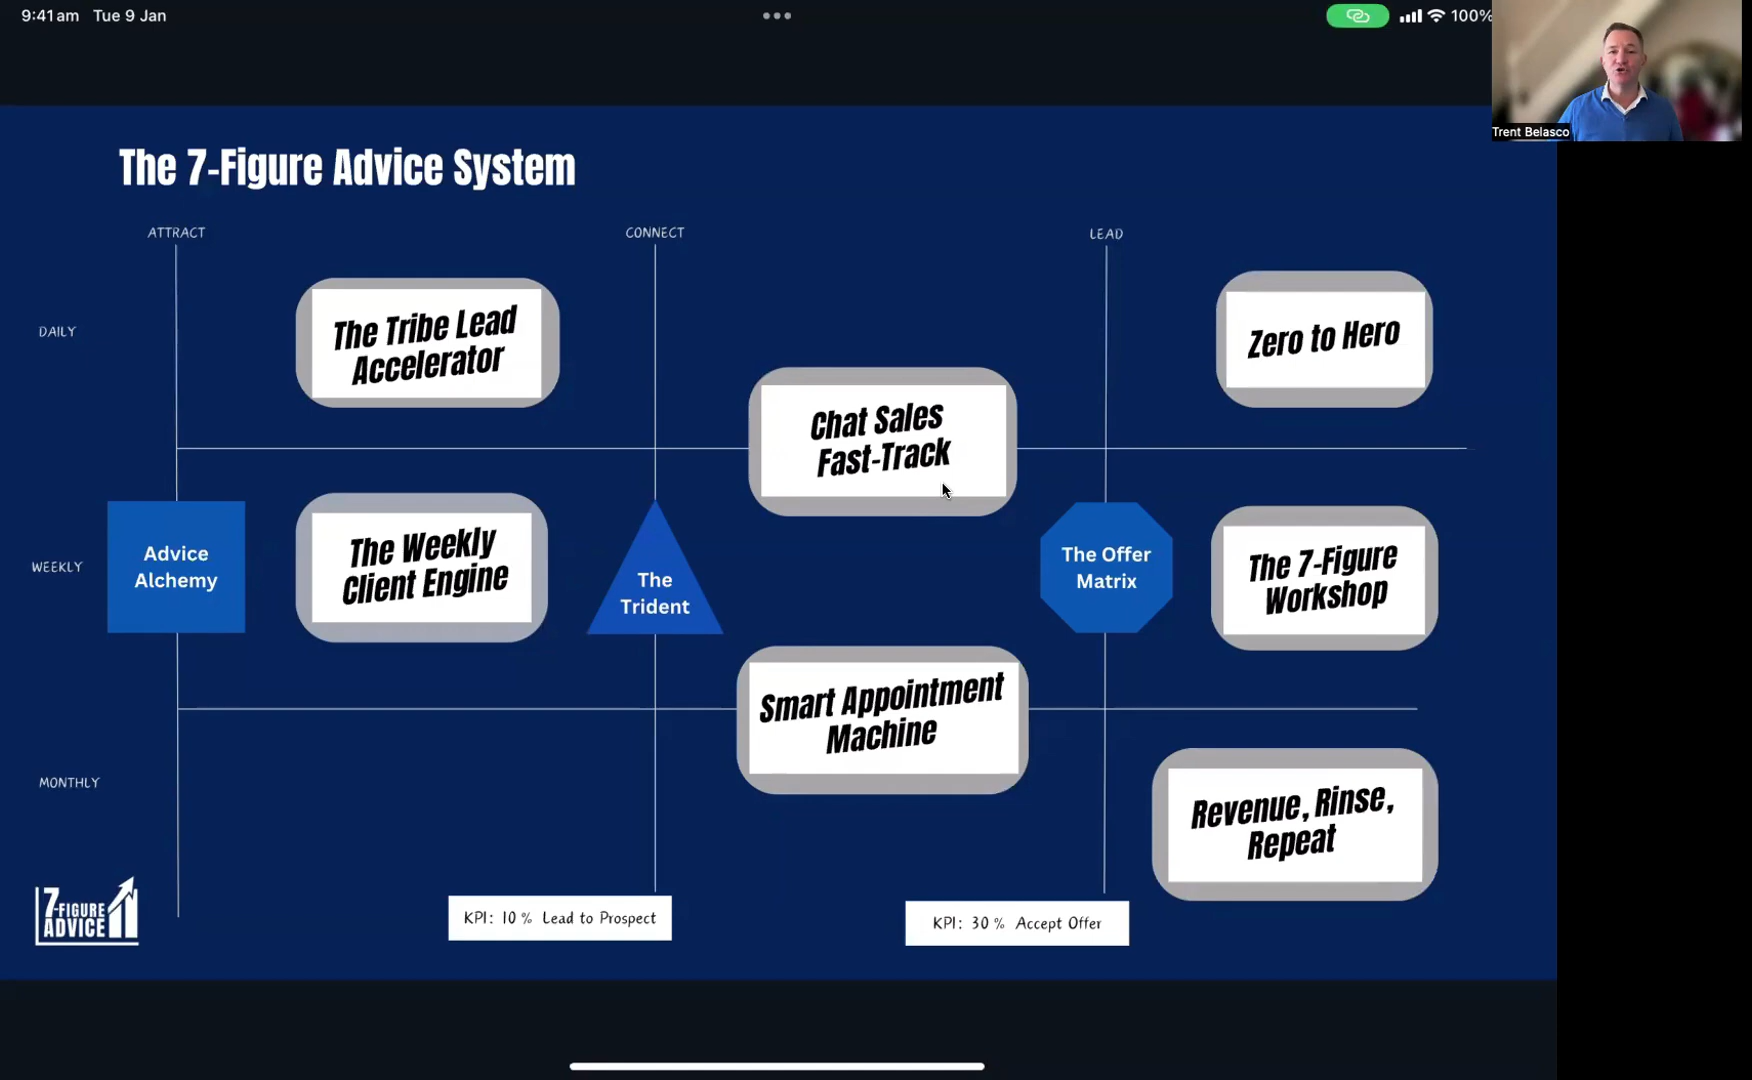 9:41 am Tue 9 Jan
100%
Trent Belasco
The 7-Figure Advice System
ATTRACT
CONNECT
LEAD
DAILY
The Tribe Lead
Accelerator
Zero to Hero
Chat Sales
Fast-Track
WEEKLY
Advice
Alchemy
The Weekly
Client Engine
The
Trident
The Offer
Matrix
The 7-Figure
Workshop
Smart Appointment
Machine
MONTHLY
Revenue, Rinse,
Repeat
7-FIGURE
ADVICE
KPI: 10 % Lead to Prospect
KPI: 30 % Accept Offer